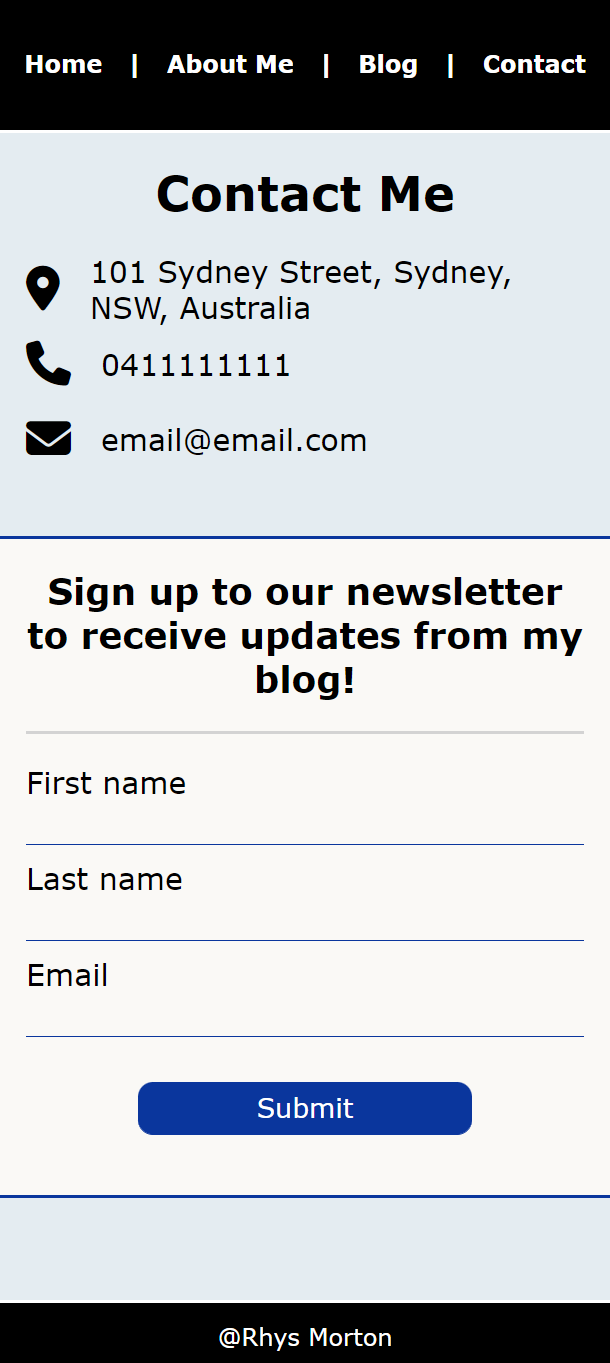 Home | About Me | Blog | Contact
Contact Me
101 Sydney Street, Sydney,
NSW, Australia
0411111111
email@email.com
Sign up to our newsletter
to receive updates from my
blog!
First name
Last name
Email
Submit
@Rhys Morton